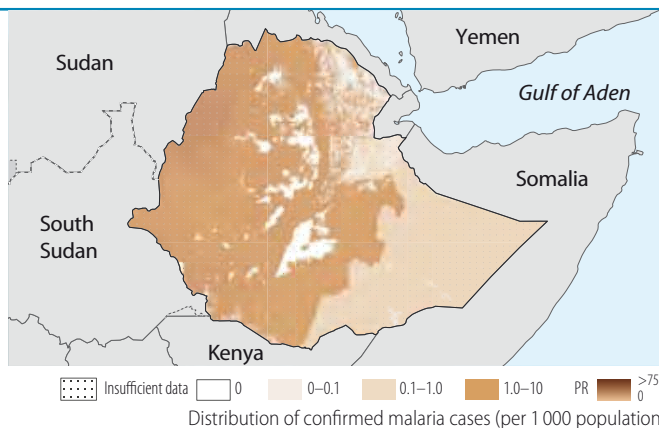 Yemen
Sudan
Gulf of Aden
Somalia
South
Sudan
Kenya
Insufficient data 0 0–0.1 0.1–1.0 1.0–10 PR >75
0
Distribution of confirmed malaria cases (per 1 000 population